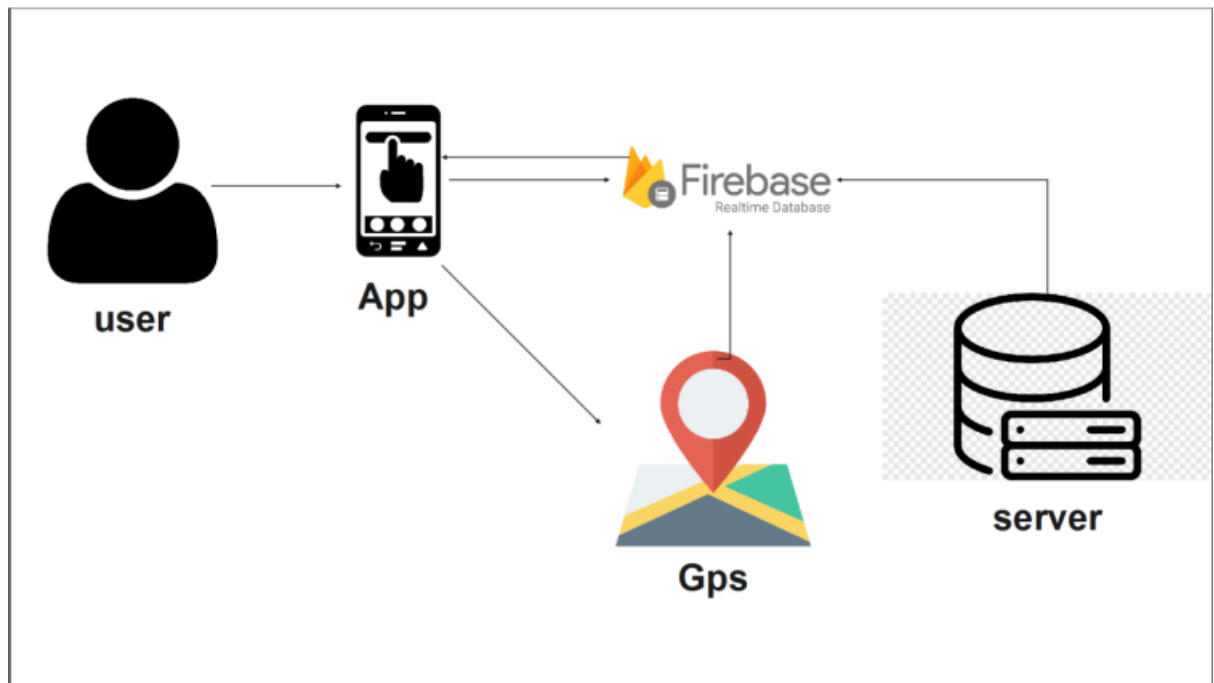 Firebase
Realtime Database
App
user
Gps
server